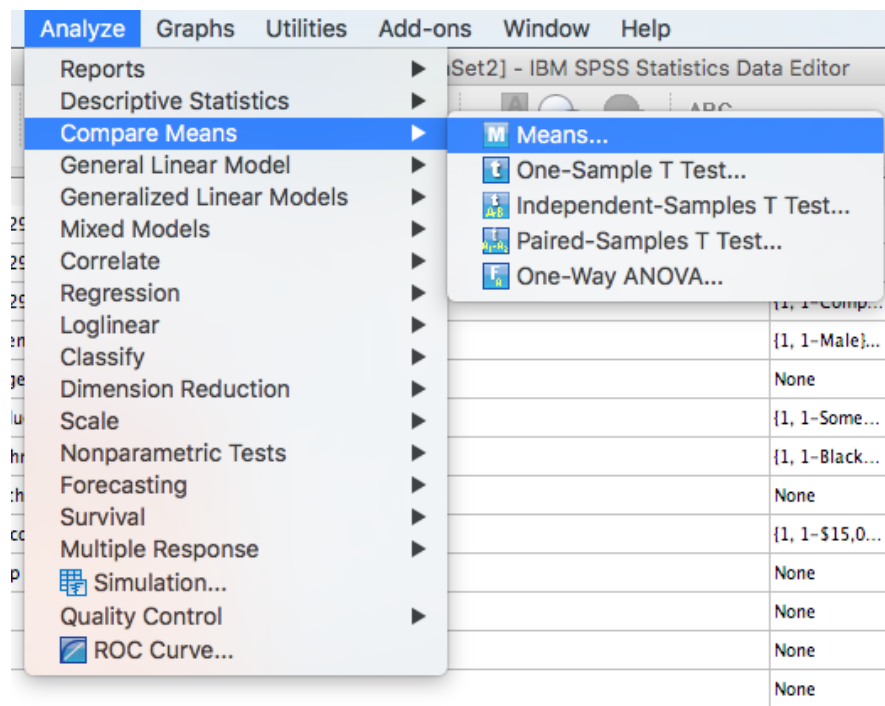 Analyze Graphs Utilities Add-ons Window Help
Set2] - IBM SPSS Statistics Data Editor
Reports
Descriptive Statistics
Compare Means
General Linear Model
Generalized Linear Models
Mixed Models
Correlate
Regression
Loglinear
Classify
Dimension Reduction
Scale
Nonparametric Tests
Forecasting
Survival
Multiple Response
Simulation...
Quality Control
ROC Curve...
Means...
One-Sample T Test...
Independent-Samples T Test...
Paired-Samples T Test...
One-Way ANOVA...
{1, 1-Comp...
{1, 1-Male}...
None
{1, 1-Some...
{1, 1-Black...
None
{1, 1-$15,0...
None
None
None
None